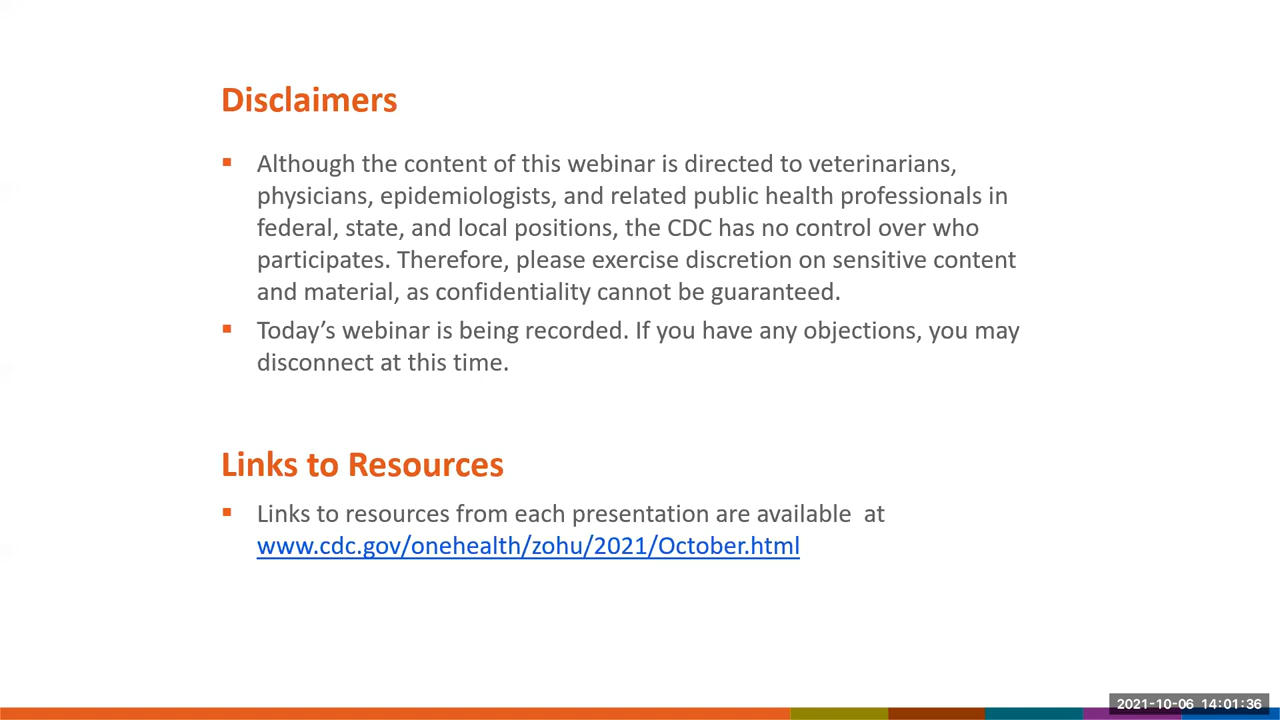 Disclaimers
Although the content of this webinar is directed to veterinarians,
physicians, epidemiologists, and related public health professionals in
federal, state, and local positions, the CDC has no control over who
participates. Therefore, please exercise discretion on sensitive content
and material, as confidentiality cannot be guaranteed.
Today’s webinar is being recorded. If you have any objections, you may
disconnect at this time.
Links to Resources
Links to resources from each presentation are available  at
www.cdc.gov/onehealth/zohu/2021/October.html
2021-10-06 14:01:36